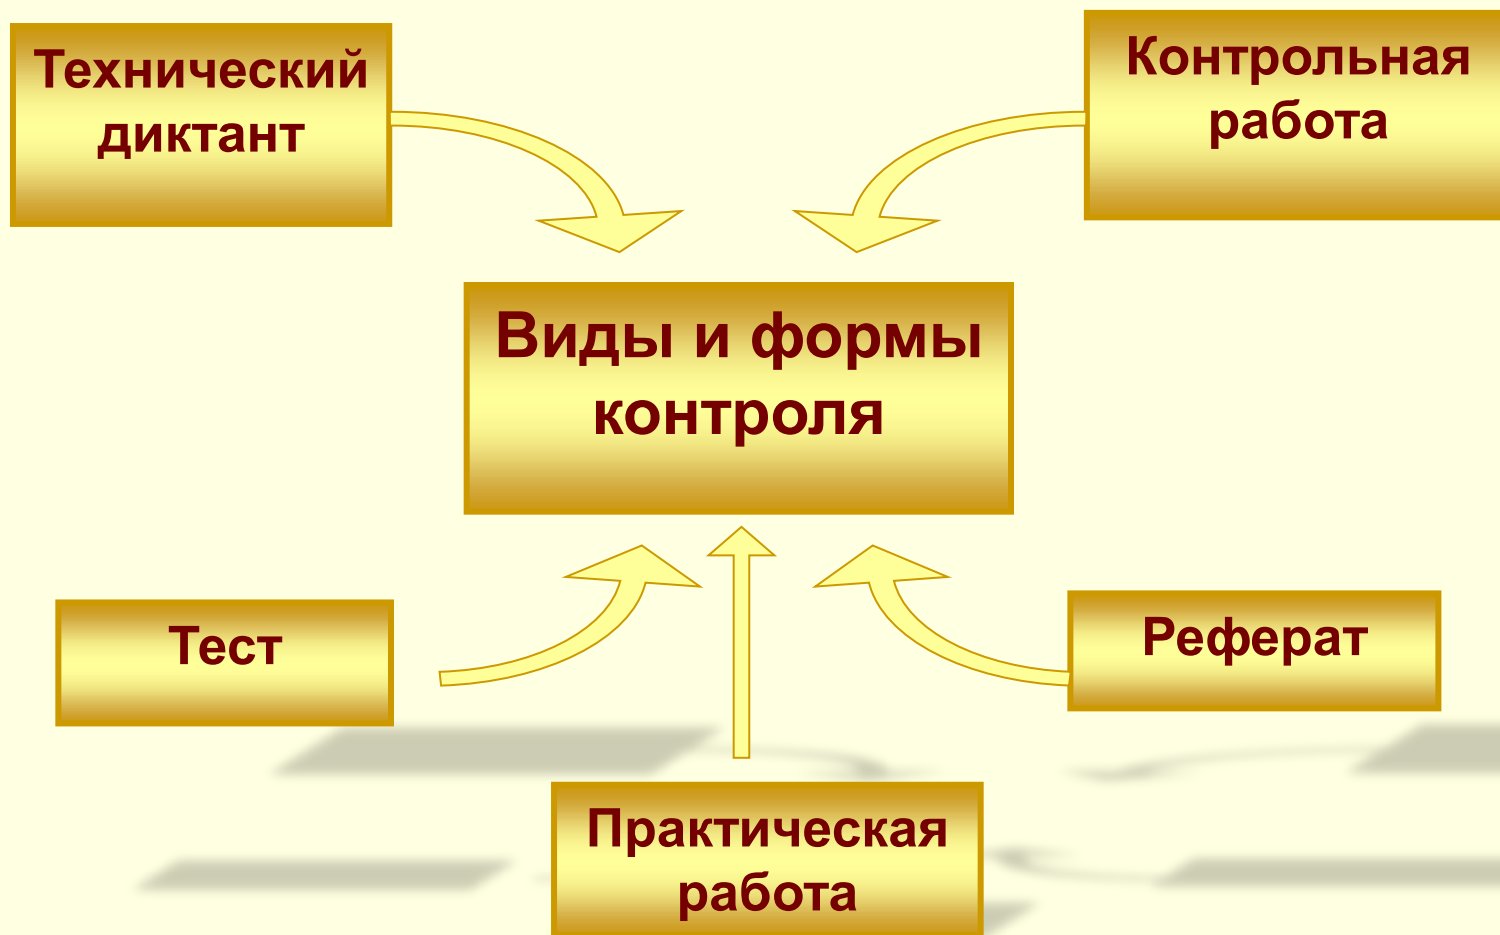 Технический
диктант
Контрольная
работа
Виды и формы
контроля
Тест
Реферат
Практическая
работа